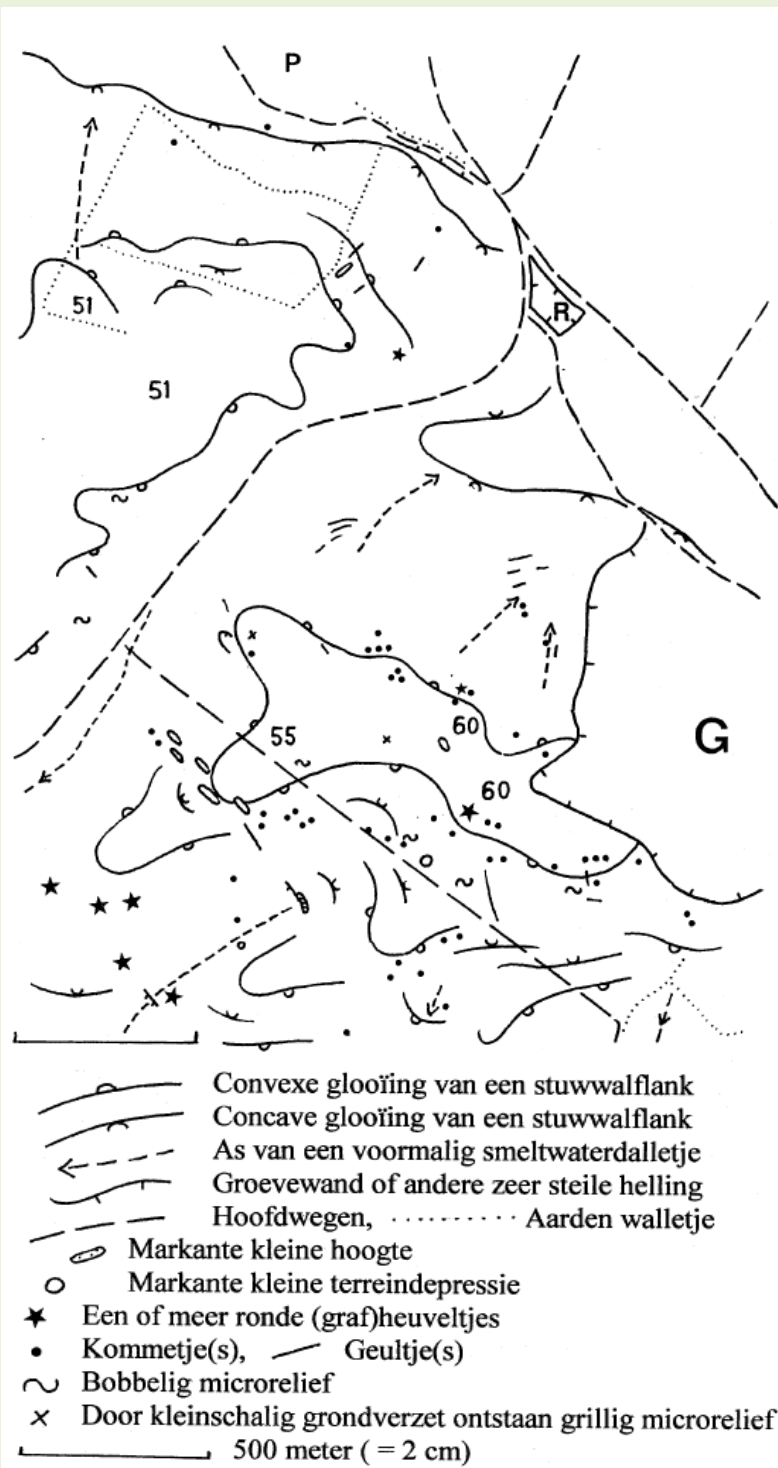 P
51
R
51
G
55
60
60
Convexe glooïing van een stuwwalflank
Concave glooïing van een stuwwalflank
As van een voormalig smeltwaterdalletje
Groevewand of andere zeer steile helling
Hoofdwegen, Aarden walletje
Markante kleine hoogte
Markante kleine terreindepressie
Een of meer ronde (graf)heuveltjes
Kommetje(s), Geultje(s)
Bobbelig microrelief
Door kleinschalig grondverzet ontstaan grillig microrelief
500 meter ( = 2 cm)